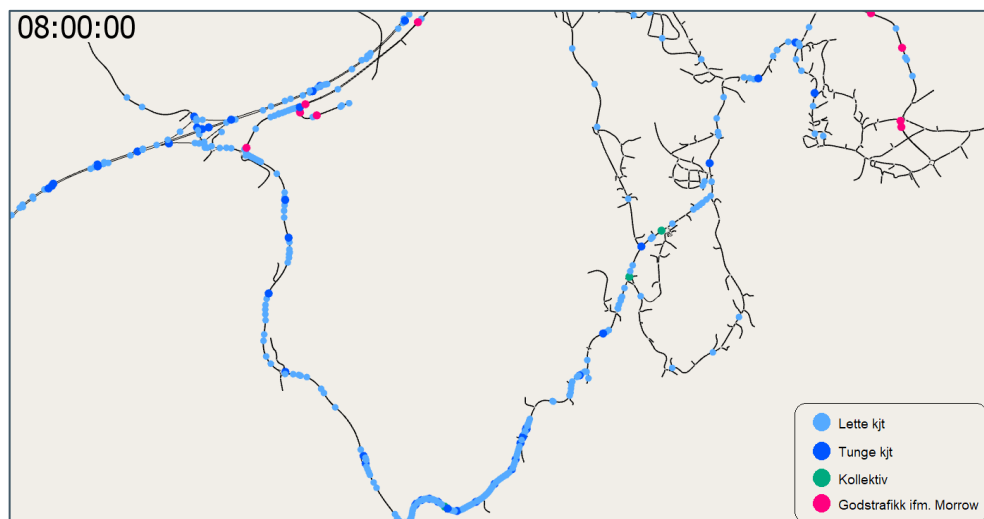 08:00:00
Lette kjt
Tunge kjt
Kollektiv
Godstrafikk ifm. Morrow